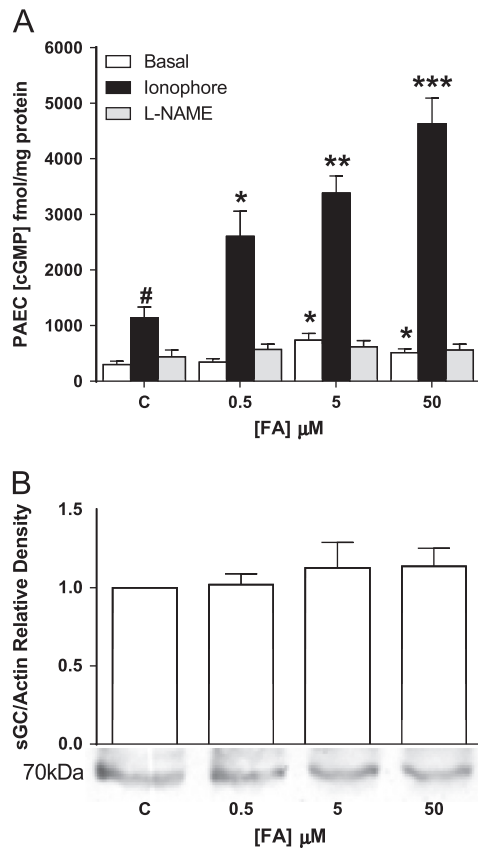 A
PAEC [cGMP] fmol/mg protein
6000
5000
4000
3000
2000
1000
0
Basal
Ionophore
L-NAME
#
*
**
*
***
*
C 0.5 5 50
[FA] µM
B
sGC/Actin Relative Density
1.5
1.0
0.5
0.0
70kDa
C 0.5 5 50
[FA] µM